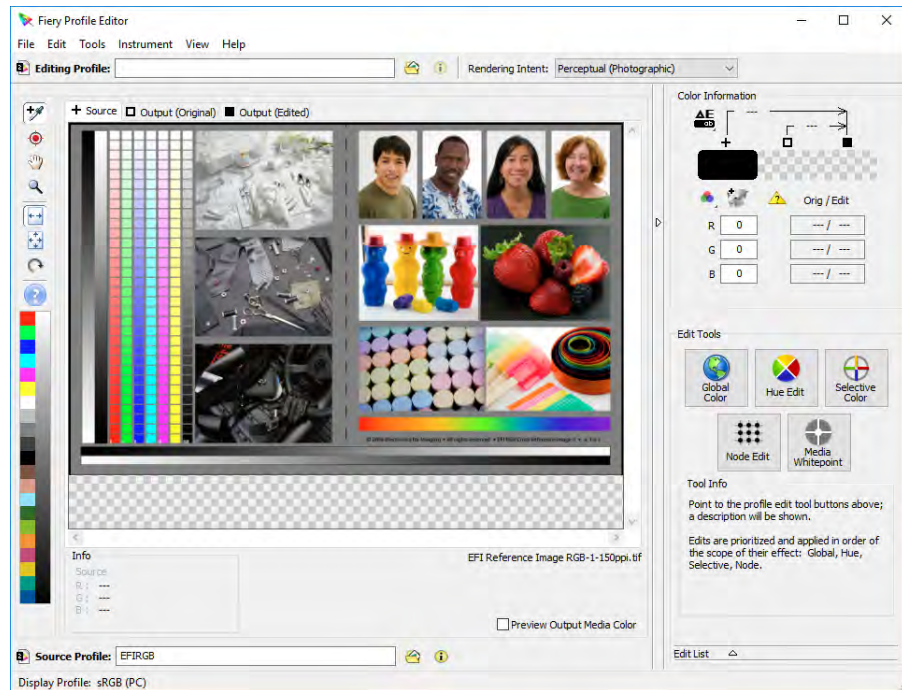 Fiery Profile Editor
File Edit Tools Instrument View Help
Editing Profile:
Rendering Intent: Perceptual (Photographic)
Source Output (Original) Output (Edited)
Color Information
ΔE
ab
--- 
---
Orig / Edit
R 0 --- / ---
G 0 --- / ---
B 0 --- / ---
Edit Tools
Global
Color
Hue Edit
Selective
Color
Node Edit
Media
Whitepoint
Tool Info
Point to the profile edit tool buttons above;
a description will be shown.
Edits are prioritized and applied in order of
the scope of their effect: Global, Hue,
Selective, Node.
EFI Reference Image RGB-1-150ppi.tif
Info
Source
R : ---
G : ---
B : ---
Preview Output Media Color
Source Profile: EFIRGB
Edit List
Display Profile: sRGB (PC)